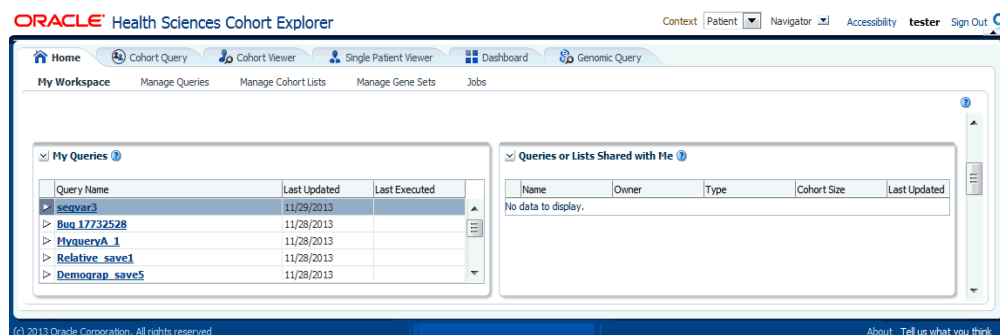 ORACLE Health Sciences Cohort Explorer
Context Patient Navigator Accessibility tester Sign Out
Home Cohort Query Cohort Viewer Single Patient Viewer Dashboard Genomic Query
My Workspace Manage Queries Manage Cohort Lists Manage Gene Sets Jobs
My Queries
Query Name Last Updated Last Executed
seqvar3 11/29/2013
Bug 17732528 11/28/2013
MyqueryA_1 11/28/2013
Relative_save1 11/28/2013
Demograp_save5 11/28/2013
Queries or Lists Shared with Me
Name Owner Type Cohort Size Last Updated
No data to display.
(c) 2013 Oracle Corporation. All rights reserved
About Tell us what you think